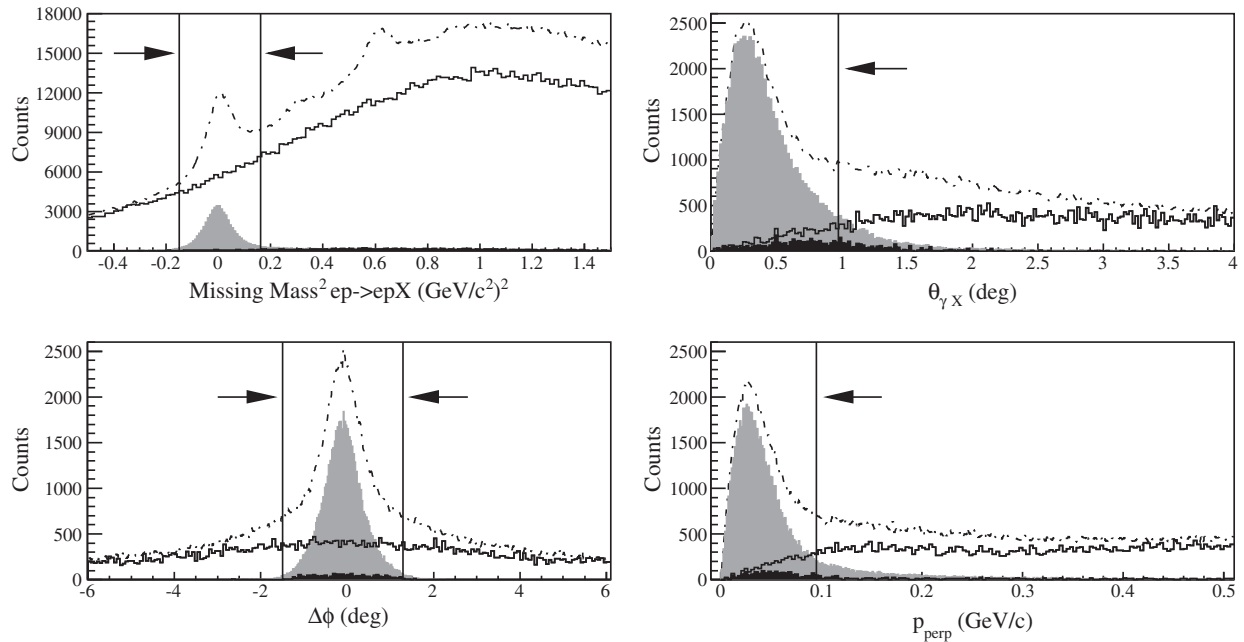 18000
15000
12000
9000
6000
3000
0
Counts
-0.4 -0.2 0 0.2 0.4 0.6 0.8 1 1.2 1.4
Missing Mass² ep->epX (GeV/c²)²
2500
2000
1500
1000
500
0
Counts
0 0.5 1 1.5 2 2.5 3 3.5 4
θγ X (deg)
2500
2000
1500
1000
500
0
Counts
-6 -4 -2 0 2 4 6
Δϕ (deg)
2500
2000
1500
1000
500
0
Counts
0 0.1 0.2 0.3 0.4 0.5
pperp (GeV/c)